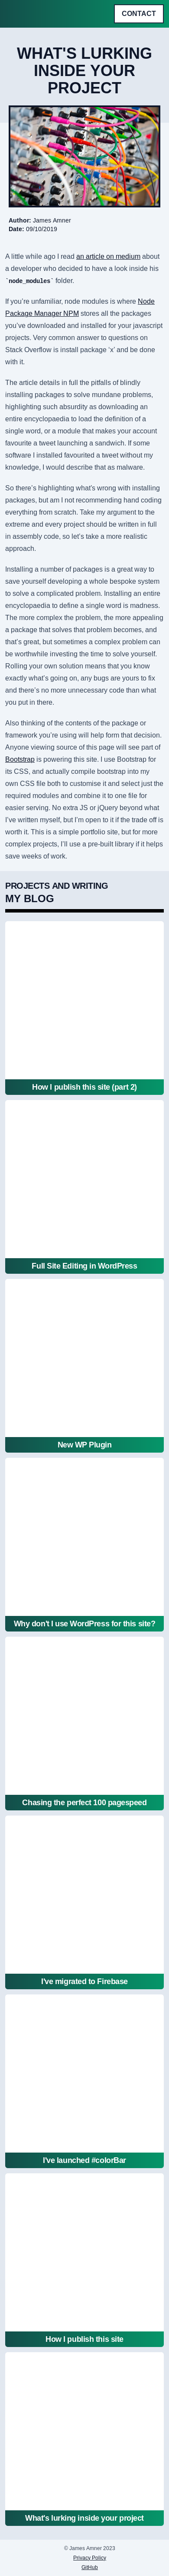 CONTACT
WHAT'S LURKING
INSIDE YOUR
PROJECT
Author: James Amner
Date: 09/10/2019
A little while ago I read an article on medium about
a developer who decided to have a look inside his
`node_modules` folder.
If you're unfamiliar, node modules is where Node
Package Manager NPM stores all the packages
you've downloaded and installed for your javascript
projects. Very common answer to questions on
Stack Overflow is install package 'x' and be done
with it.
The article details in full the pitfalls of blindly
installing packages to solve mundane problems,
highlighting such absurdity as downloading an
entire encyclopaedia to load the definition of a
single world, or a module that makes your account
favourite a tweet launching a sandwich. If some
software I installed favoutited a tweet without my
knowledge, I would describe that as malware.
So there's highlighting what's wrong with installing
packages, but am I not recommending hand coding
everything from scratch. Take my argument to the
extreme and every project should be written in full
in assembly code, so let's take a more realistic
approach.
Installing a number of packages is a great way to
save yourself developing a whole bespoke system
to solve a complicated problem. Installing an entire
encyclopaedia to define a single word is madness.
The more complex the problem, the more appealing
a package that solves that problem becomes, and
that's great, but sometimes a complex problem can
be worthwhile investing the time to solve yourself.
Rolling your own solution means that you know
exactly what's going on, any bugs are yours to fix
and there's no more unnecessary code than what
you put in there.
Also thinking of the contents of the package or
framework you're using will help form that decision.
Anyone viewing source of this page will see part of
Bootstrap is powering this site. I use Bootstrap for
its CSS, and actually compile bootstrap into my
own CSS file both to customise it and select just the
required modules and combine it to one file for
easier serving. No extra JS or jQuery beyond what
I've written myself, but I'm open to it if the trade off is
worth it. This is a simple portfolio site, but for more
complex projects, I'll use a pre-built library if it helps
save weeks of work.
PROJECTS AND WRITING
MY BLOG
How I publish this site (part 2)
Full Site Editing in WordPress
New WP Plugin
Why don't I use WordPress for this site?
Chasing the perfect 100 pagespeed
I've migrated to Firebase
I've launched #colorBar
How I publish this site
What's lurking inside your project
© James Amner 2023
Privacy Policy
GitHub